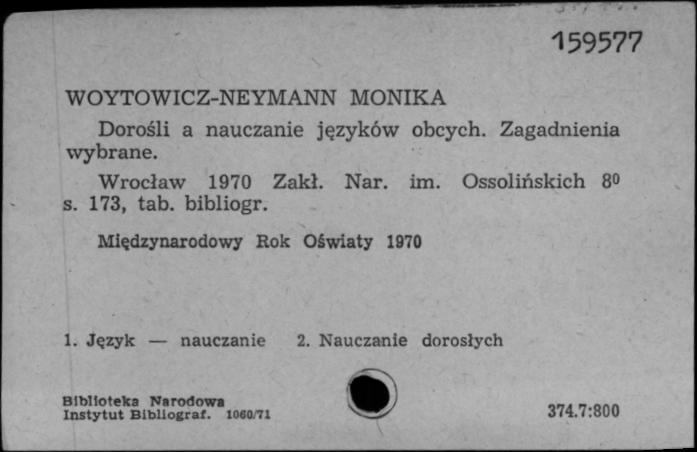 159577
WOYTOWICZ-NEYMANN MONIKA
Dorośli a nauczanie języków obcych. Zagadnienia
wybrane.
Wrocław 1970 Zakł. Nar. im. Ossolińskich 8⁰
s. 173, tab. bibliogr.
Międzynarodowy Rok Oświaty 1970
1. Język — nauczanie 2. Nauczanie dorosłych
Biblioteka Narodowa
Instytut Bibliograf. 1060/71
374.7:800